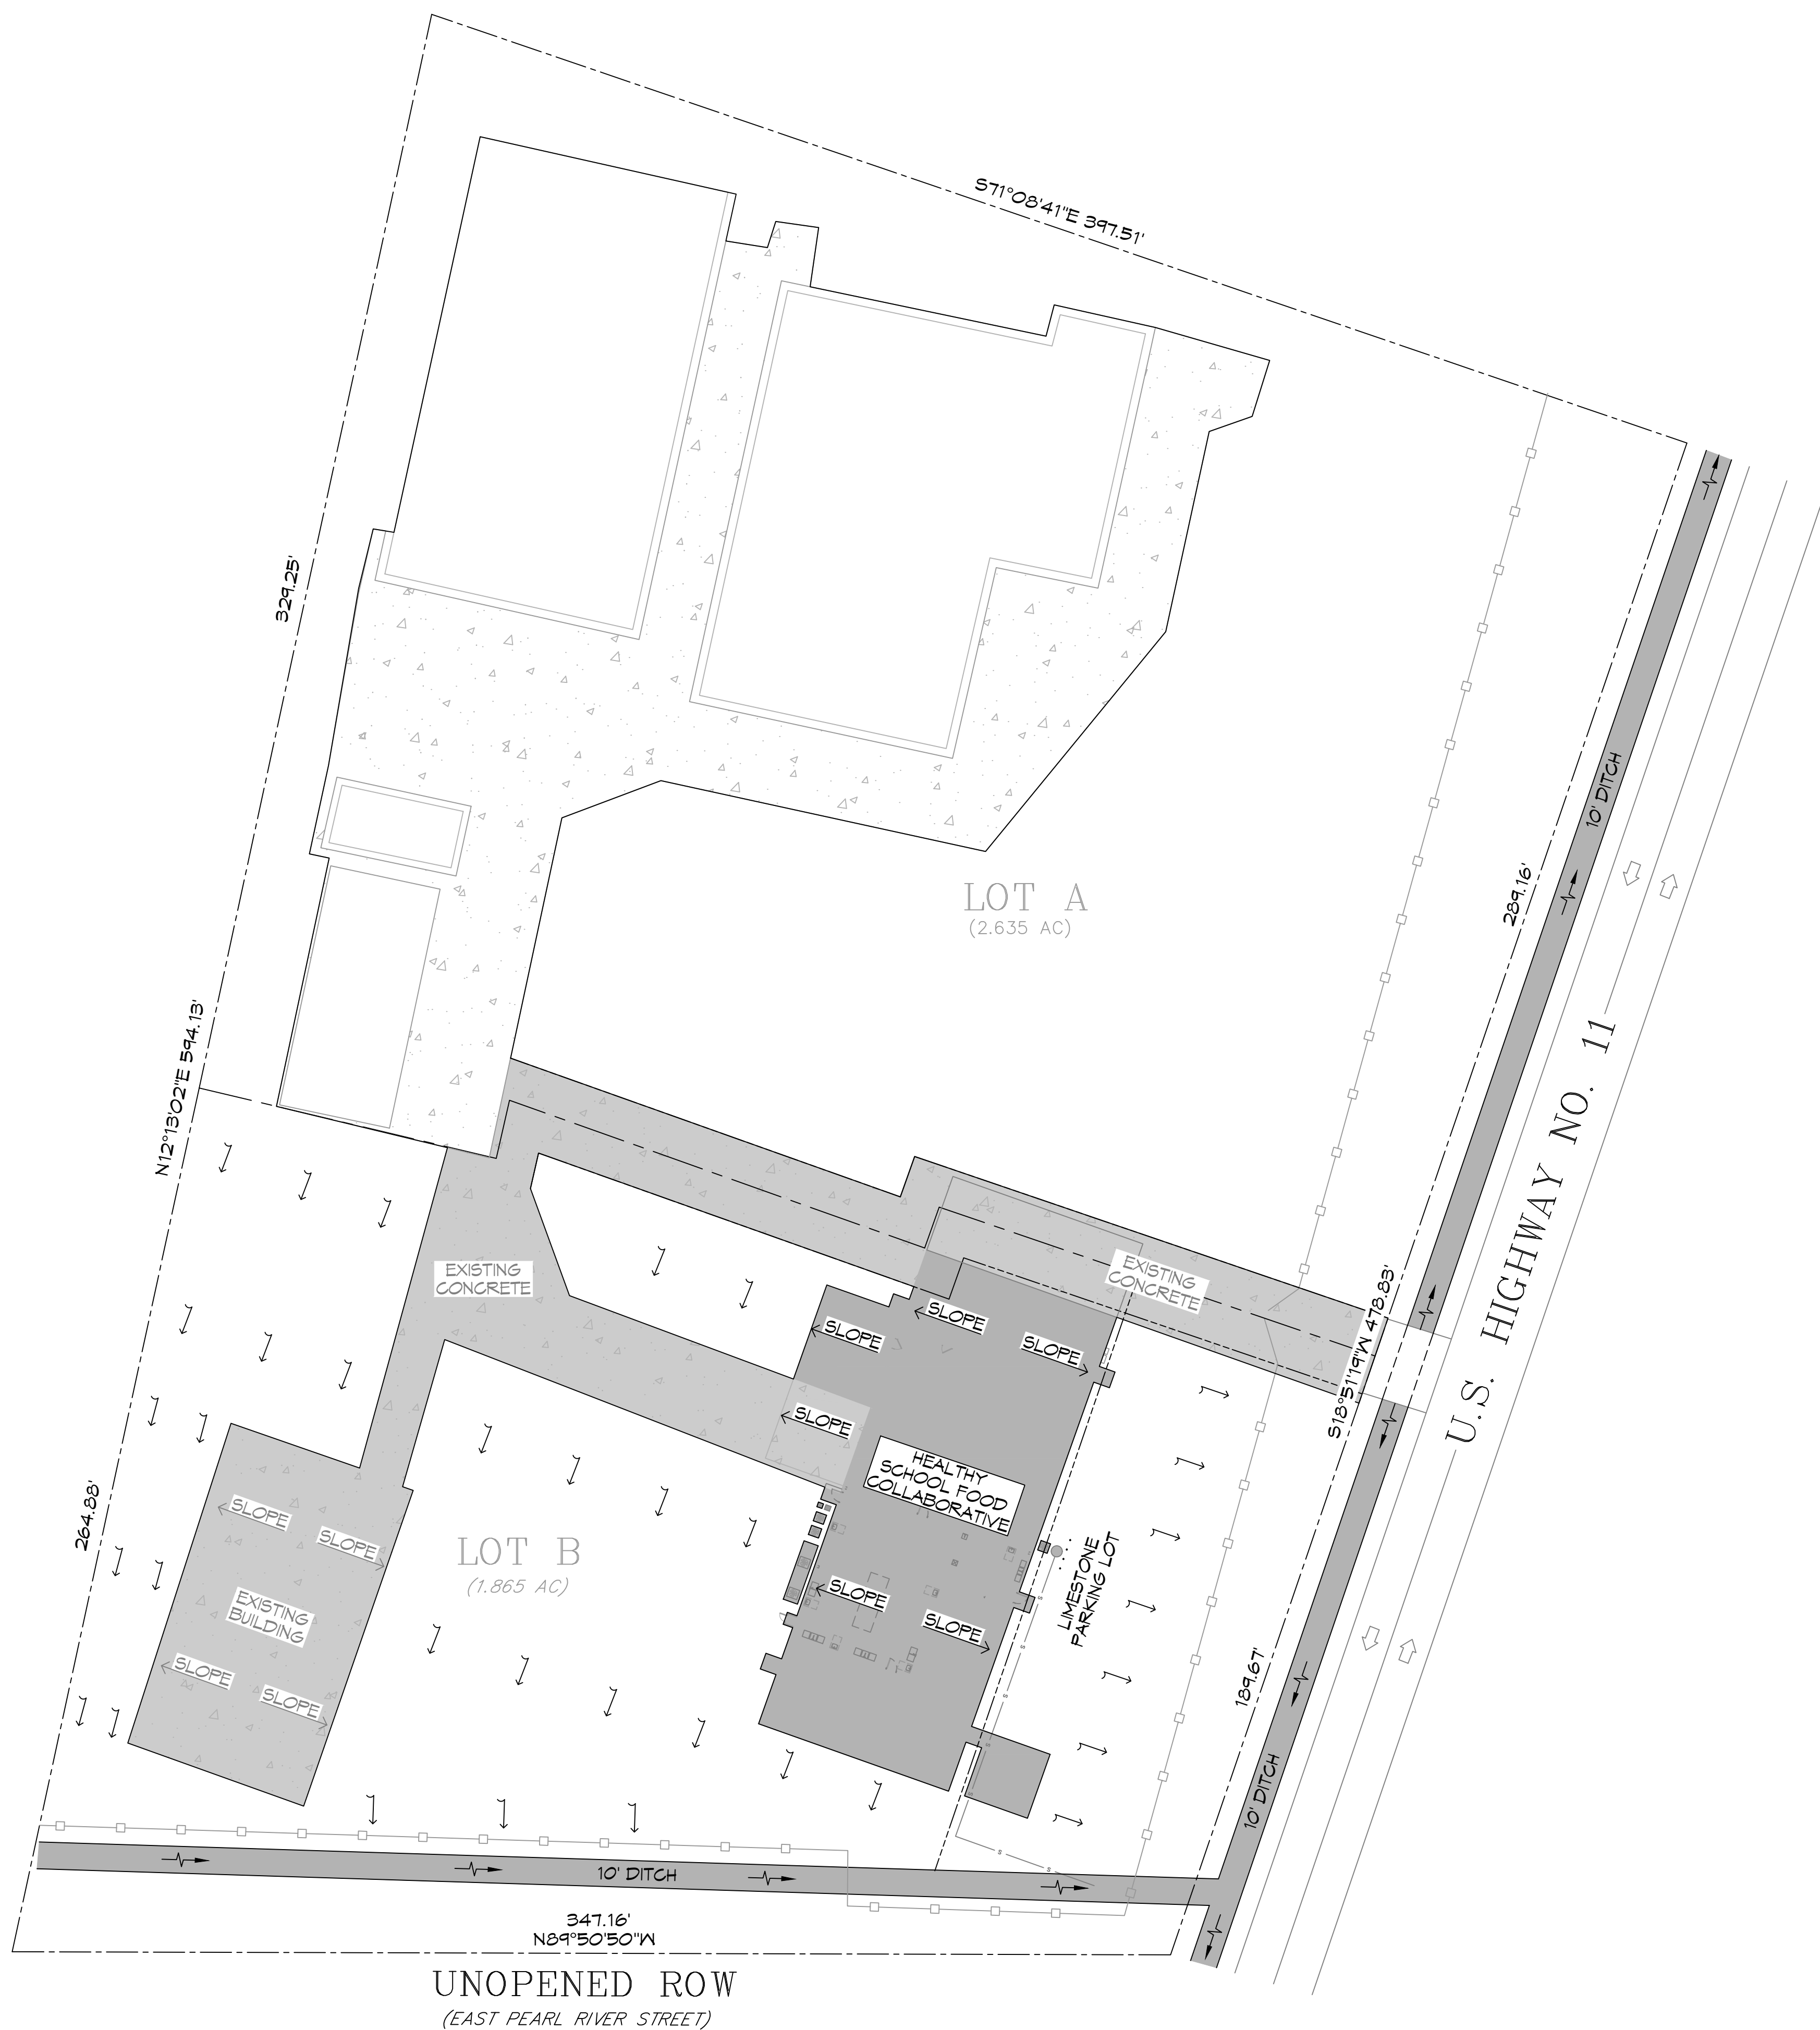 S71°08'41"E 397.51'
329.25'
10' DITCH
LOT A
(2.635 AC)
289.16'
N12°13'02"E 594.13'
U.S. HIGHWAY NO. 11
EXISTING
CONCRETE
EXISTING
CONCRETE
S18°51'19"W 478.83'
SLOPE
SLOPE
SLOPE
SLOPE
HEALTHY
SCHOOL FOOD
COLLABORATIVE
264.88'
SLOPE
SLOPE
LOT B
(1.865 AC)
LIMESTONE
PARKING LOT
SLOPE
SLOPE
EXISTING
BUILDING
SLOPE
SLOPE
189.67'
10' DITCH
10' DITCH
347.16'
N89°50'50"W
UNOPENED ROW
(EAST PEARL RIVER STREET)